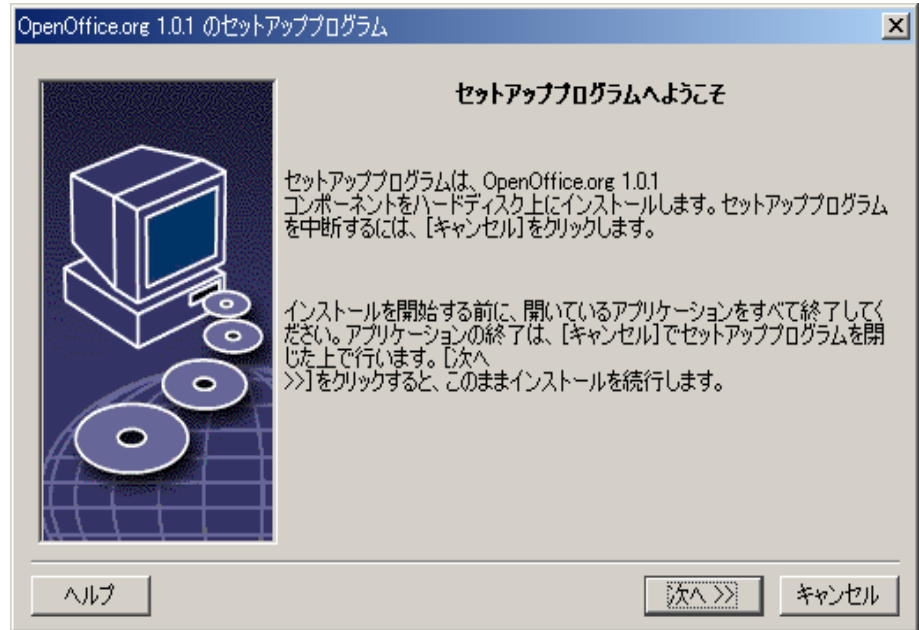 OpenOffice.org 1.0.1 のセットアッププログラム
セットアッププログラムへようこそ
セットアッププログラムは、OpenOffice.org 1.0.1
コンポーネントをハードディスク上にインストールします。セットアッププログラム
を中断するには、[キャンセル]をクリックします。
インストールを開始する前に、開いているアプリケーションをすべて終了してく
ださい。アプリケーションの終了は、[キャンセル]でセットアッププログラムを閉
じた上で行います。[次へ
>>]をクリックすると、このままインストールを続行します。
ヘルプ
次へ >>
キャンセル